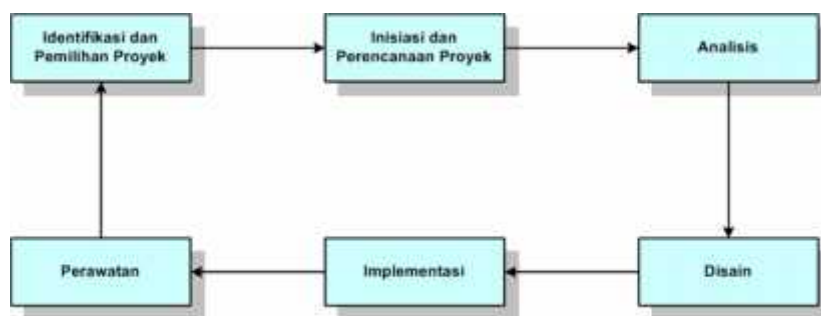 Identifikasi dan
Pemilihan Proyek
Inisiasi dan
Perencanaan Proyek
Analisis
Perawatan
Implementasi
Disain